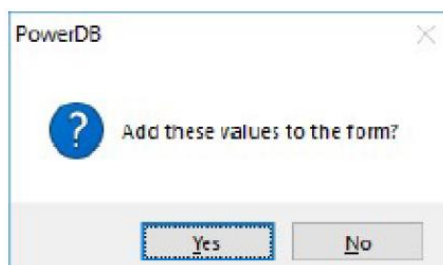 PowerDB
Add these values to the form?
Yes
No